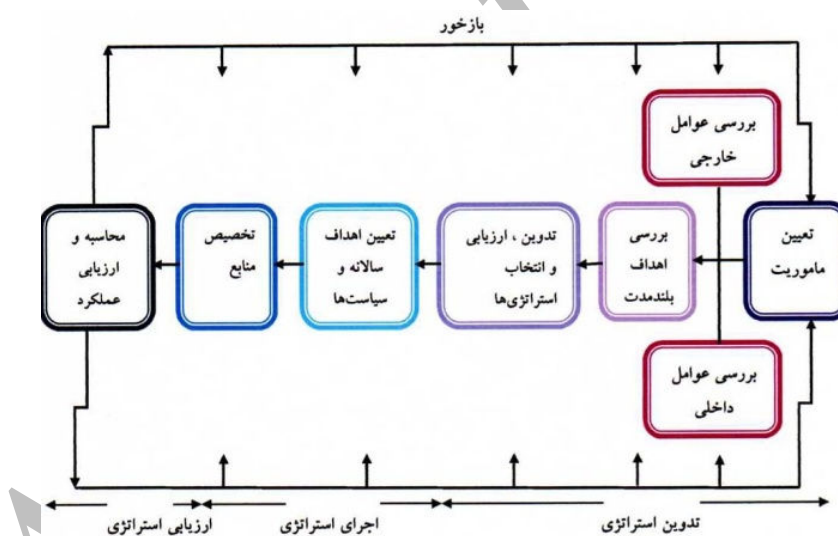 بازخور
بررسی عوامل
خارجی
تعیین
ماموریت
بررسی
اهداف
بلندمدت
تدوین ، ارزیابی
و انتخاب
استراتژی‌ها
تعیین اهداف
سالانه و
سیاست‌ها
تخصیص
منابع
محاسبه و
ارزیابی
عملکرد
بررسی عوامل
داخلی
تدوین استراتژی
اجرای استراتژی
ارزیابی استراتژی